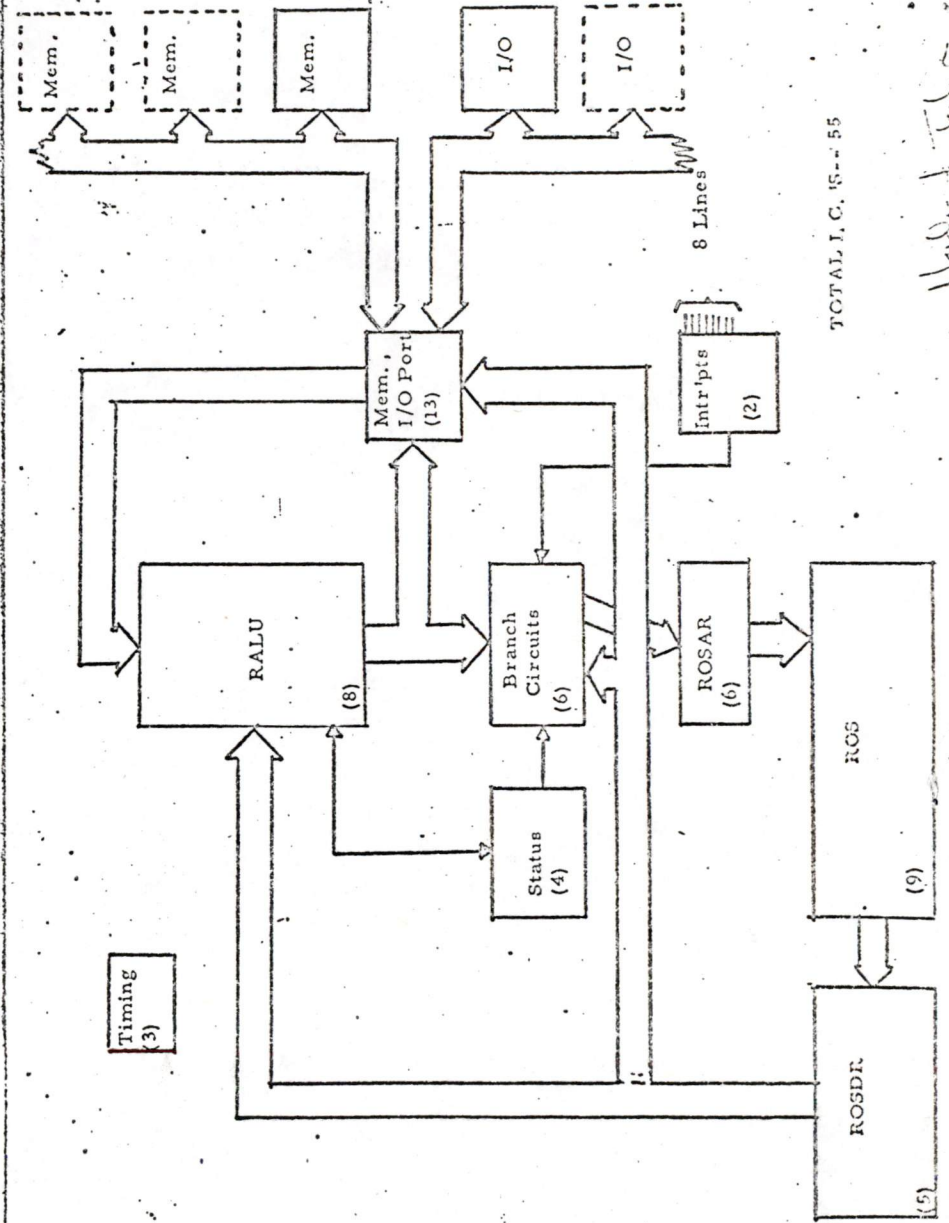 Mem.
Mem.
Mem.
I/O
I/O
8 Lines
TOTAL I.C.'S-- 55
Mem.,
I/O Port
(13)
Intr'pts
(2)
RALU
(8)
Branch
Circuits
(6)
ROSAR
(6)
ROS
(9)
Status
(4)
Timing
(3)
ROSDR
(5)